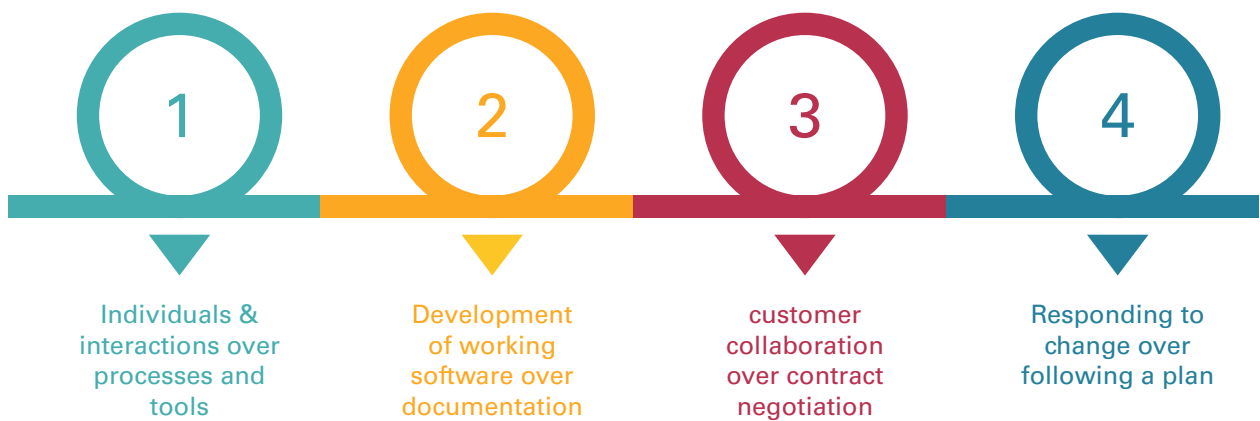 1
2
3
4
Individuals &
interactions over
processes and
tools
Development
of working
software over
documentation
customer
collaboration
over contract
negotiation
Responding to
change over
following a plan